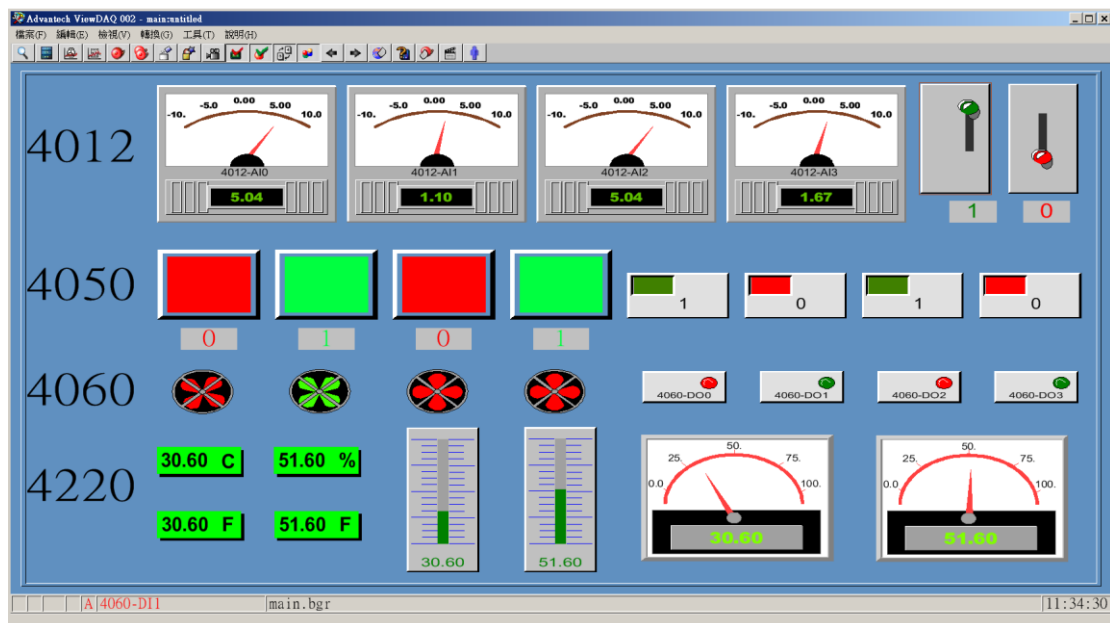 Advantech ViewDAQ 002 - main:untitled
檔案(F) 編輯(E) 檢視(V) 轉換(G) 工具(T) 說明(H)
4012
-10. -5.0 0.00 5.00 10.0
4012-AI0
5.04
-10. -5.0 0.00 5.00 10.0
4012-AI1
1.10
-10. -5.0 0.00 5.00 10.0
4012-AI2
5.04
-10. -5.0 0.00 5.00 10.0
4012-AI3
1.67
1 0
4050
0 1 0 1
1 0 1 0
4060
4060-DO0 4060-DO1 4060-DO2 4060-DO3
4220
30.60 C 51.60 %
30.60 F 51.60 F
30.60 51.60
0.0 25. 50. 75. 100.
30.60
0.0 25. 50. 75. 100.
51.60
A 4060-DI1 main.bgr 11:34:30